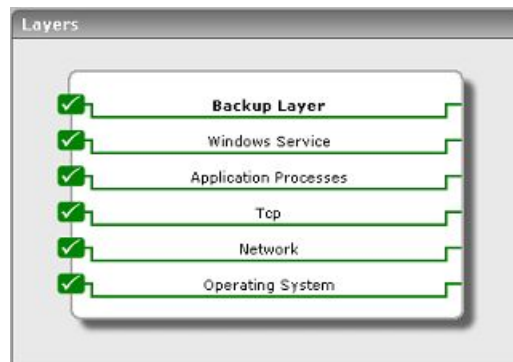 Layers
Backup Layer
Windows Service
Application Processes
Tcp
Network
Operating System